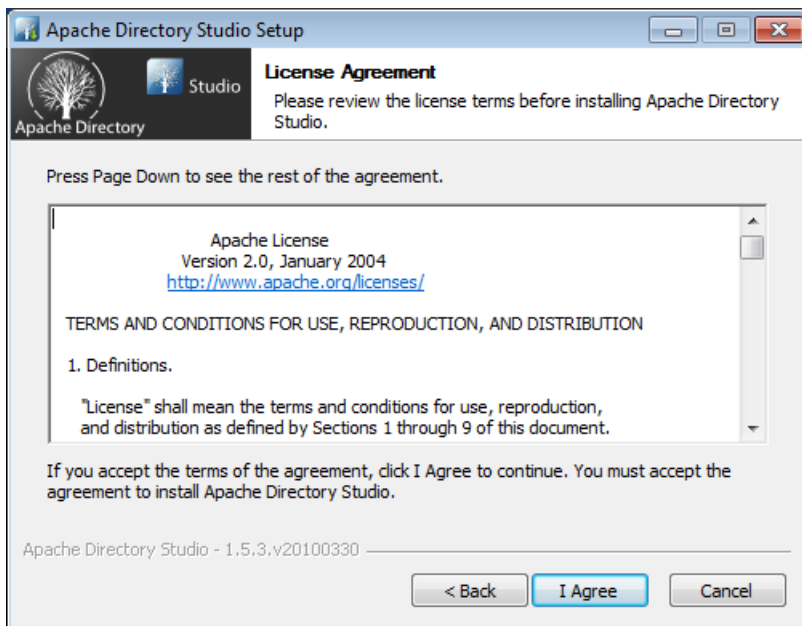 Apache Directory Studio Setup
Studio
Apache Directory
License Agreement
Please review the license terms before installing Apache Directory
Studio.
Press Page Down to see the rest of the agreement.
Apache License
Version 2.0, January 2004
http://www.apache.org/licenses/
TERMS AND CONDITIONS FOR USE, REPRODUCTION, AND DISTRIBUTION
1. Definitions.
"License" shall mean the terms and conditions for use, reproduction,
and distribution as defined by Sections 1 through 9 of this document.
If you accept the terms of the agreement, click I Agree to continue. You must accept the
agreement to install Apache Directory Studio.
Apache Directory Studio - 1.5.3.v20100330
< Back I Agree Cancel